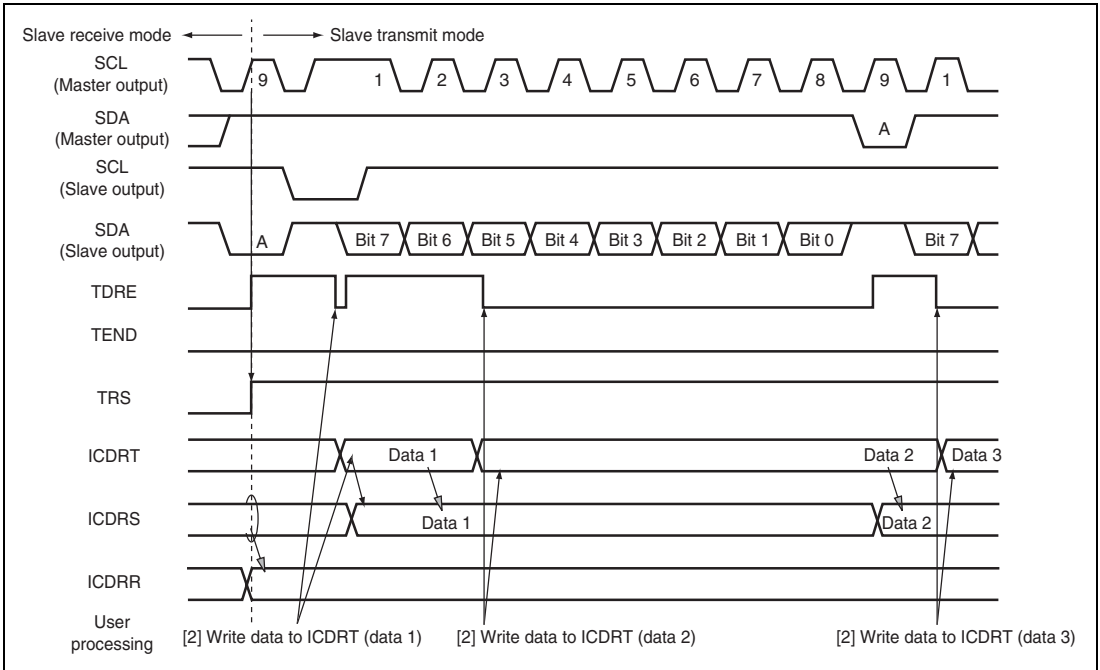 Slave receive mode Slave transmit mode
SCL
(Master output)
9 1 2 3 4 5 6 7 8 9 1
SDA
(Master output)
A
SCL
(Slave output)
SDA
(Slave output)
A Bit 7 Bit 6 Bit 5 Bit 4 Bit 3 Bit 2 Bit 1 Bit 0 Bit 7
TDRE
TEND
TRS
ICDRT Data 1 Data 2 Data 3
ICDRS Data 1 Data 2
ICDRR
User
processing
[2] Write data to ICDRT (data 1) [2] Write data to ICDRT (data 2) [2] Write data to ICDRT (data 3)